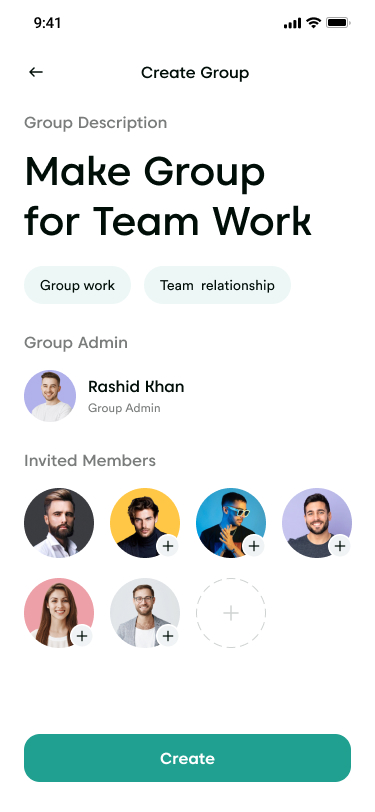 9:41
Create Group
Group Description
Make Group
for Team Work
Group work
Team relationship
Group Admin
Rashid Khan
Group Admin
Invited Members
Create